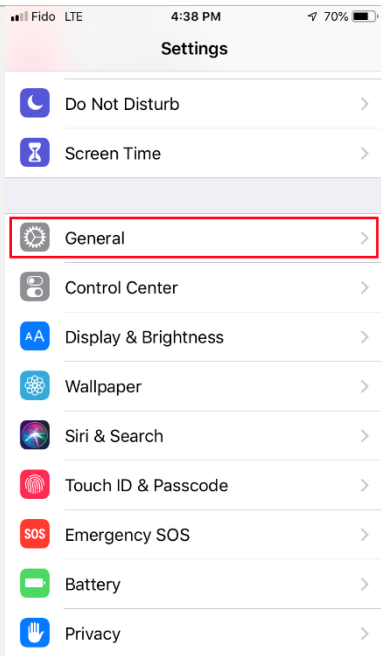 Fido LTE 4:38 PM 70%
Settings
Do Not Disturb
Screen Time
General
Control Center
AA Display & Brightness
Wallpaper
Siri & Search
Touch ID & Passcode
SOS Emergency SOS
Battery
Privacy